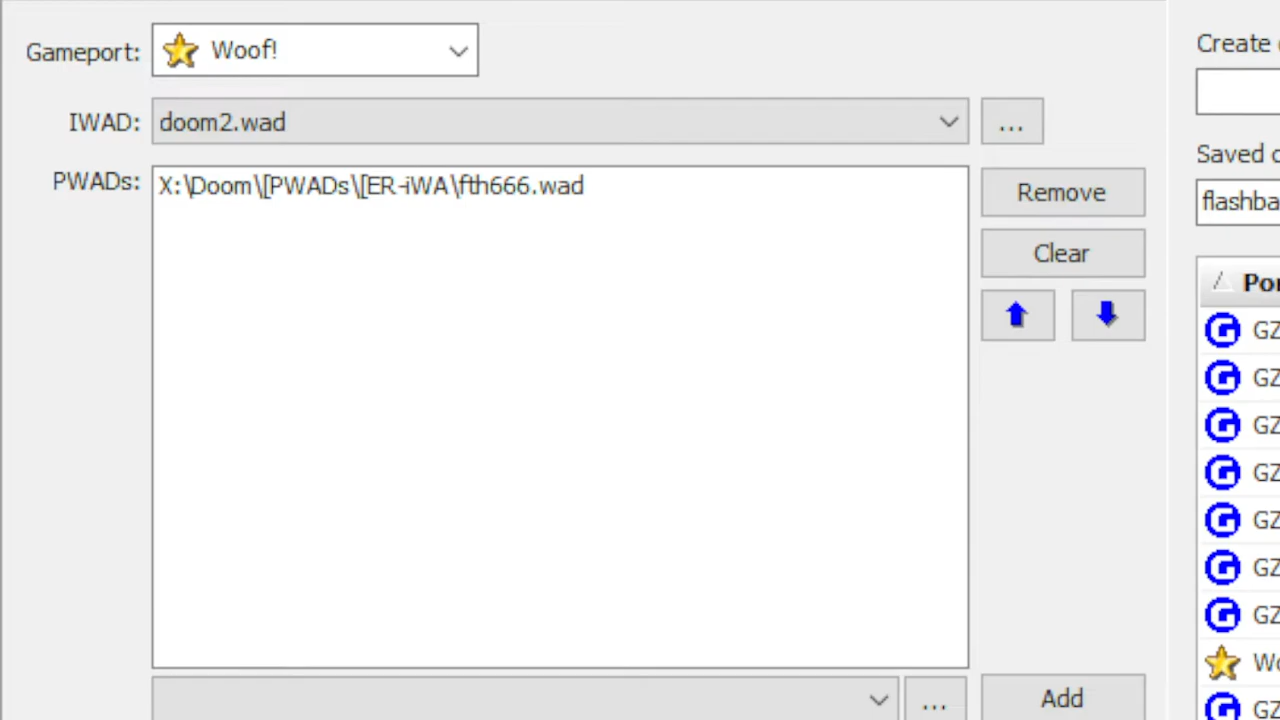 Gameport: Woof!
IWAD: doom2.wad ...
PWADs: X:\Doom\[PWADs\[ER-iWA\fth666.wad
Remove
Clear
... Add
Create
Saved
flashba
Por
GZ
GZ
GZ
GZ
GZ
GZ
GZ
Wo
GZ